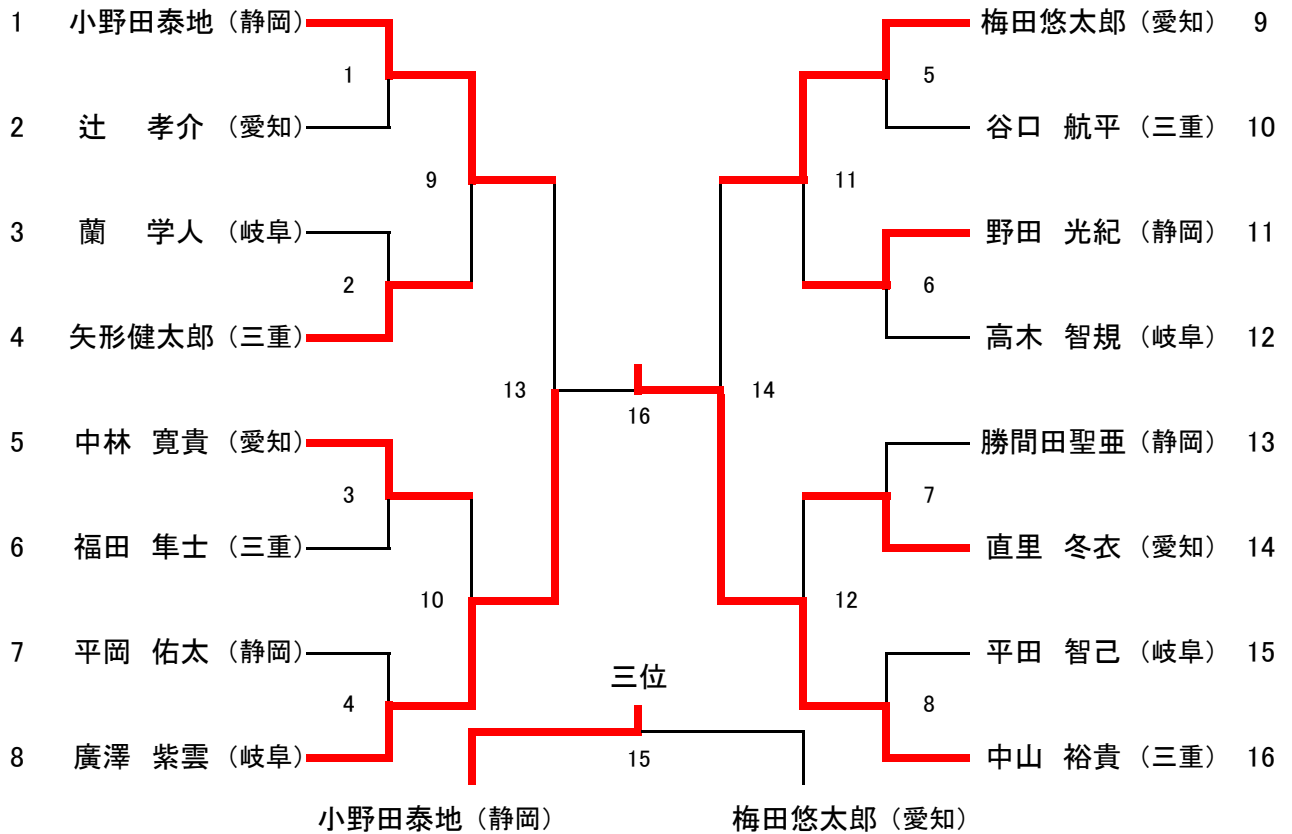 1 小野田泰地（静岡） 梅田悠太郎（愛知） 9
1 5
2 辻 孝介（愛知） 谷口 航平（三重） 10
9 11
3 蘭 学人（岐阜） 野田 光紀（静岡） 11
2 6
4 矢形健太郎（三重） 高木 智規（岐阜） 12
13 14
16
5 中林 寛貴（愛知） 勝間田聖亜（静岡） 13
3 7
6 福田 隼士（三重） 直里 冬衣（愛知） 14
10 12
7 平岡 佑太（静岡） 平田 智己（岐阜） 15
三位
4 8
8 廣澤 紫雲（岐阜） 15 中山 裕貴（三重） 16
小野田泰地（静岡） 梅田悠太郎（愛知）